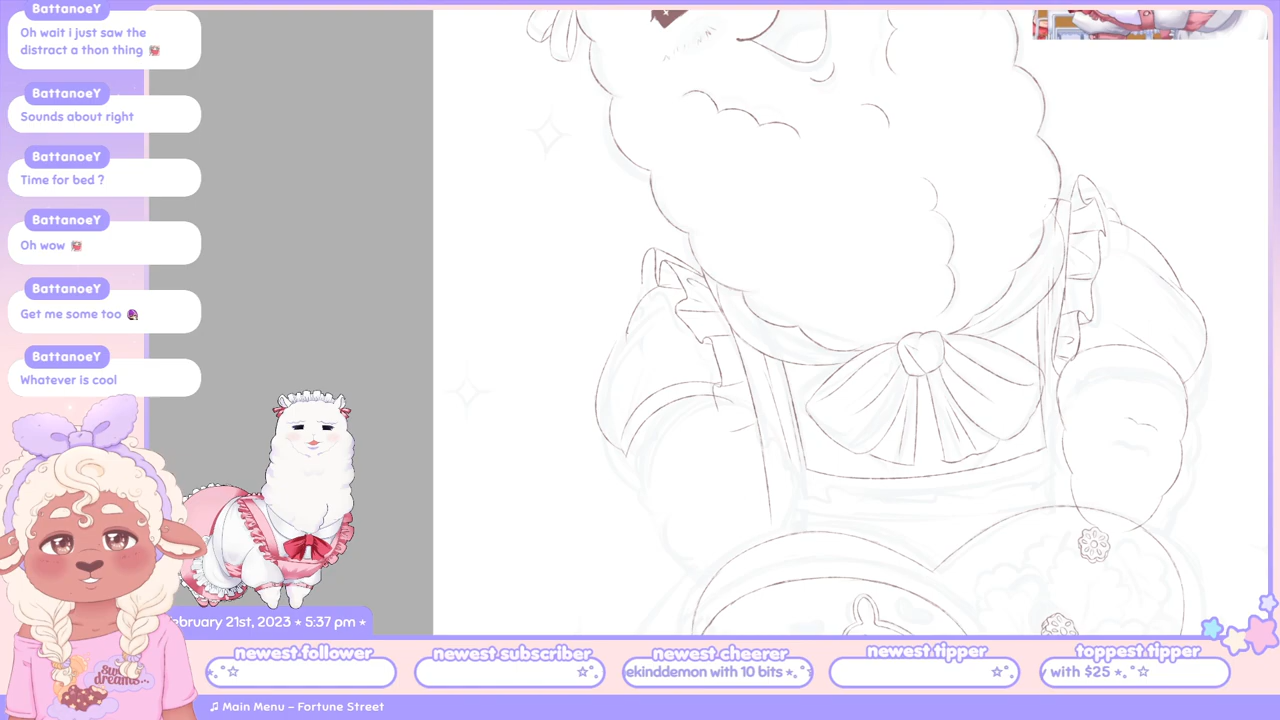 BattanoeY
Oh wait i just saw the
distract a thon thing
BattanoeY
Sounds about right
BattanoeY
Time for bed ?
BattanoeY
Oh wow
BattanoeY
Get me some too
BattanoeY
Whatever is cool
ebruary 21st, 2023 ★ 5:37 pm ★
newest follower
newest subscriber
newest cheerer
ekinddemon with 10 bits
newest tipper
toppest tipper
with $25
sweet
dreams...
♫ Main Menu - Fortune Street